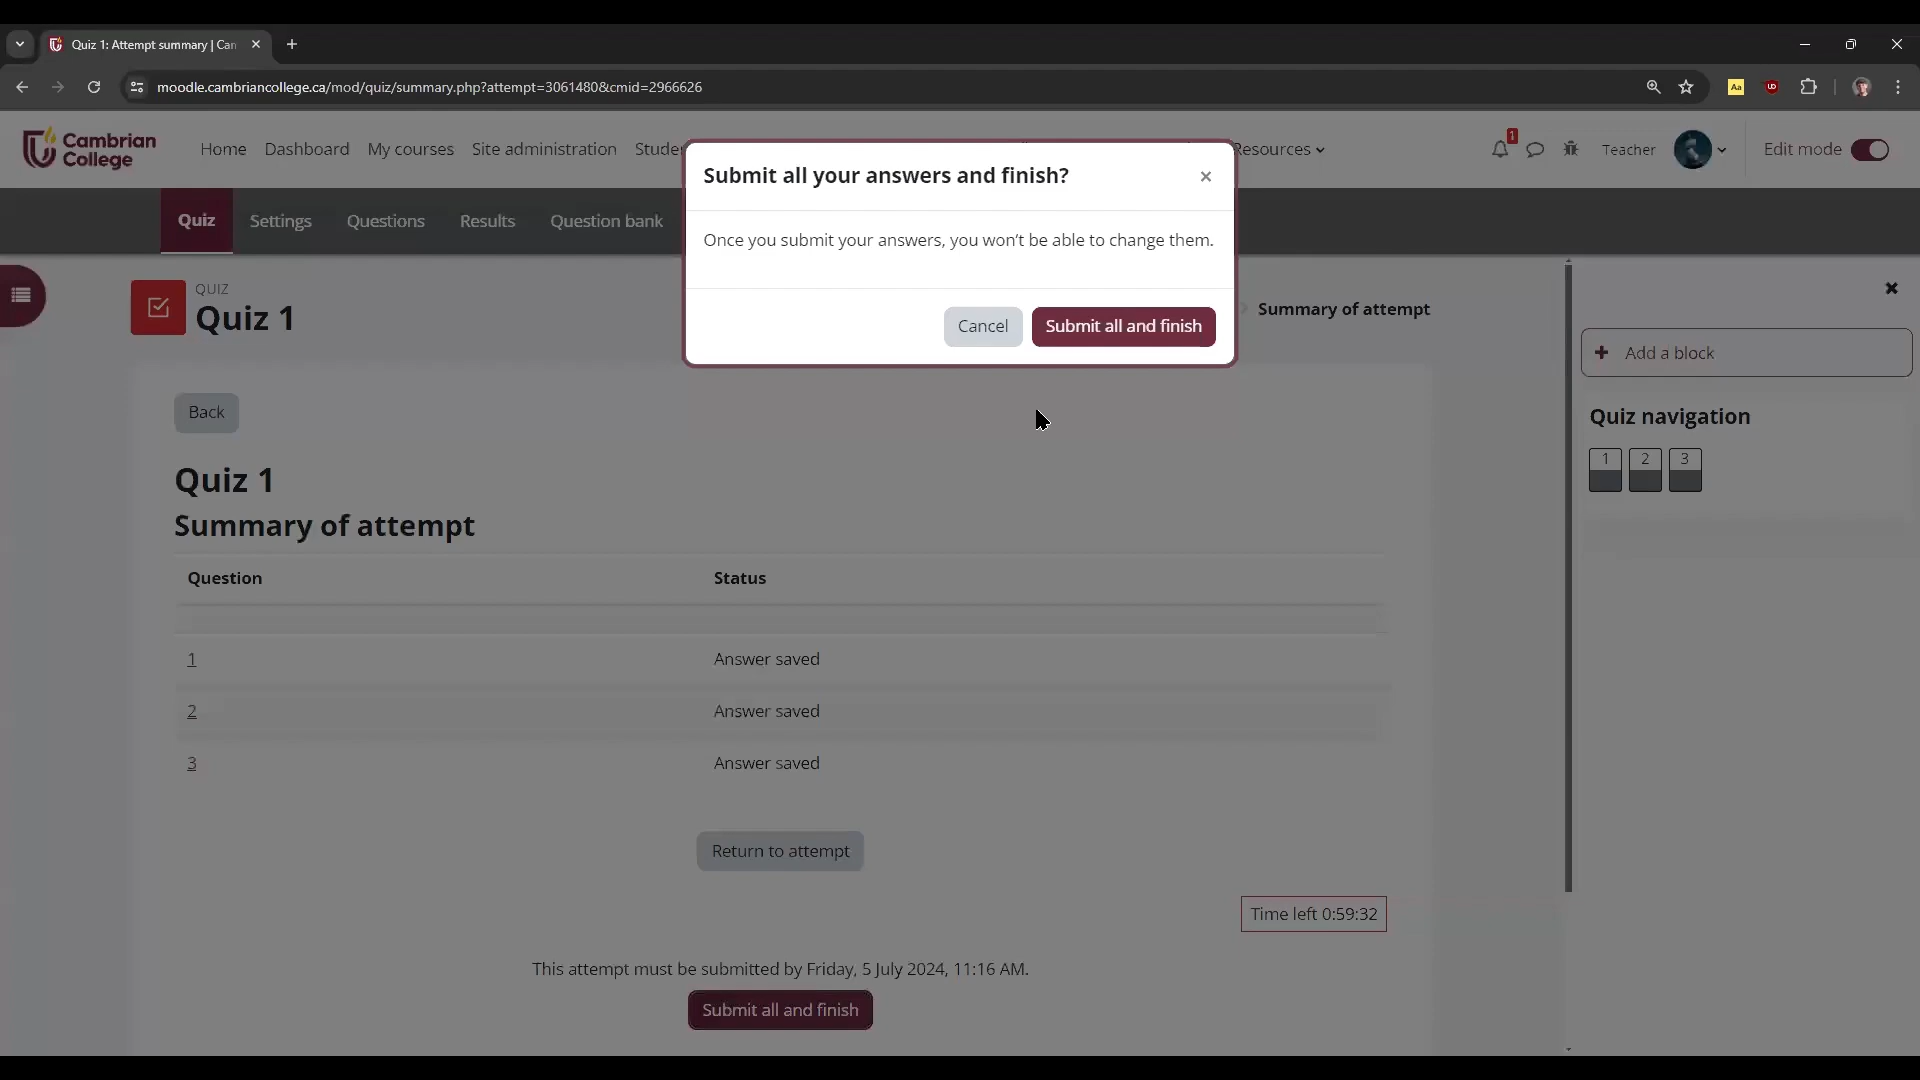 Quiz 1: Attempt summary | Can
moodle.cambriancollege.ca/mod/quiz/summary.php?attempt=3061480&cmid=2966626
Aa
UD
Cambrian College
Home Dashboard My courses Site administration
Resources
1
Teacher
Edit mode
Submit all your answers and finish?
×
Once you submit your answers, you won't be able to change them.
Cancel
Submit all and finish
Quiz Settings Questions Results Question bank
QUIZ
Quiz 1
Summary of attempt
Add a block
Back
Quiz navigation
1 2 3
Quiz 1
Summary of attempt
Question Status
1 Answer saved
2 Answer saved
3 Answer saved
Return to attempt
Time left 0:59:32
This attempt must be submitted by Friday, 5 July 2024, 11:16 AM.
Submit all and finish